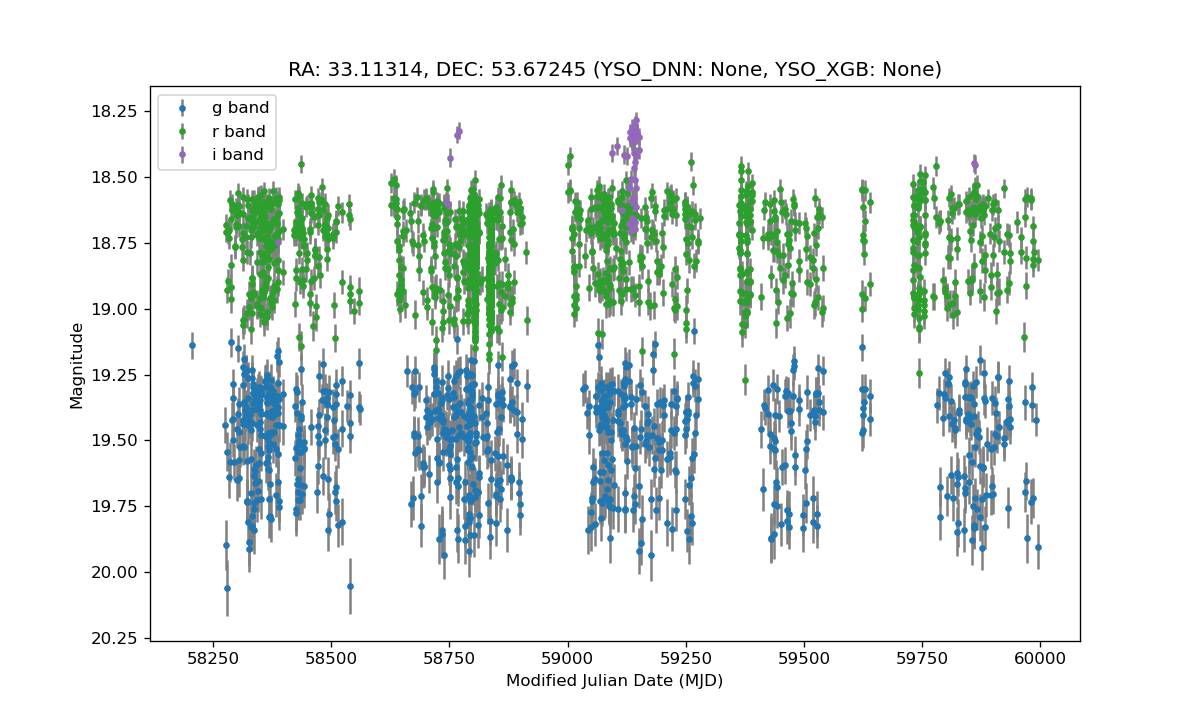 RA: 33.11314, DEC: 53.67245 (YSO_DNN: None, YSO_XGB: None)
g band
r band
i band
18.25
18.50
18.75
19.00
19.25
19.50
19.75
20.00
20.25
Magnitude
58250 58500 58750 59000 59250 59500 59750 60000
Modified Julian Date (MJD)